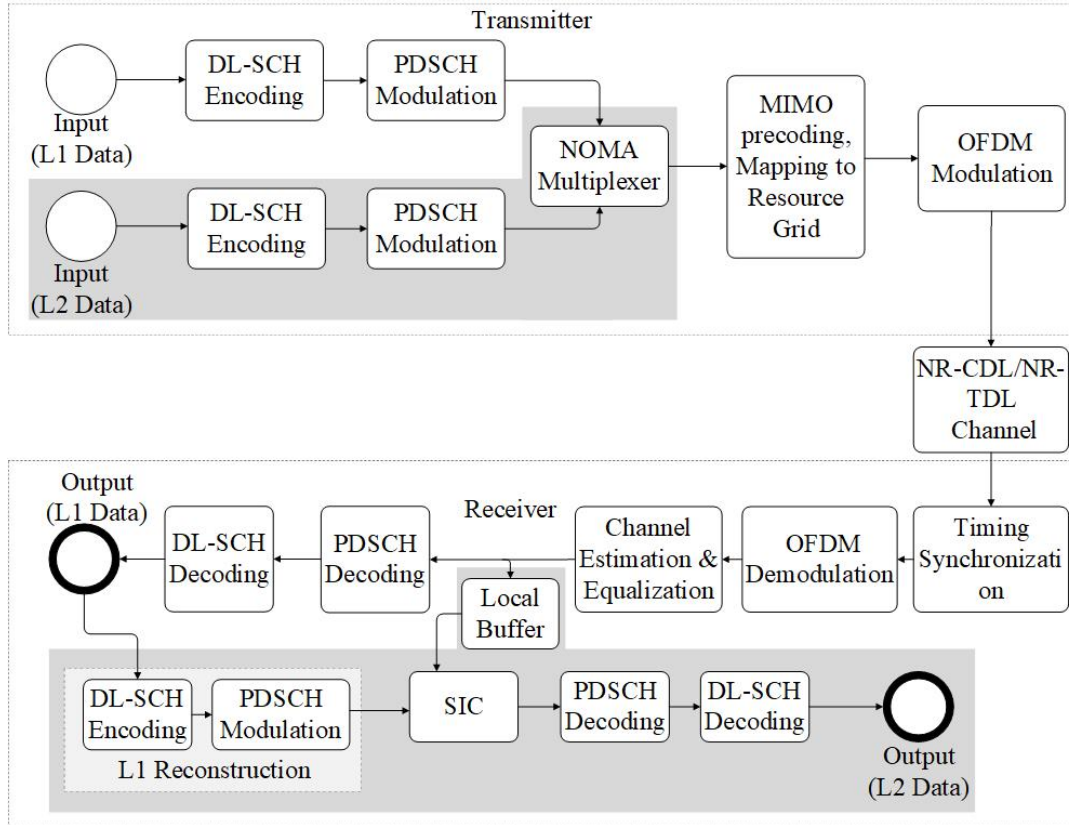 Transmitter
Input
(L1 Data)
DL-SCH
Encoding
PDSCH
Modulation
NOMA
Multiplexer
MIMO
precoding,
Mapping to
Resource
Grid
OFDM
Modulation
Input
(L2 Data)
DL-SCH
Encoding
PDSCH
Modulation
NR-CDL/NR-
TDL
Channel
Receiver
Output
(L1 Data)
DL-SCH
Decoding
PDSCH
Decoding
Channel
Estimation &
Equalization
OFDM
Demodulation
Timing
Synchronizati
on
Local
Buffer
DL-SCH
Encoding
PDSCH
Modulation
L1 Reconstruction
SIC
PDSCH
Decoding
DL-SCH
Decoding
Output
(L2 Data)